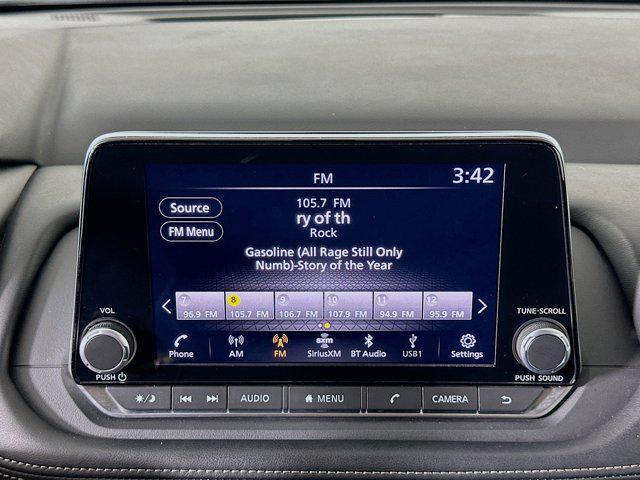 FM 3:42
Source
FM Menu
105.7 FM
ry of th
Rock
Gasoline (All Rage Still Only
Numb)-Story of the Year
7 8 9 10 11 12
96.9 FM 105.7 FM 106.7 FM 107.9 FM 94.9 FM 95.9 FM
VOL
TUNE·SCROLL
sxm
Phone AM FM SiriusXM BT Audio USB1 Settings
PUSH
PUSH SOUND
AUDIO MENU CAMERA